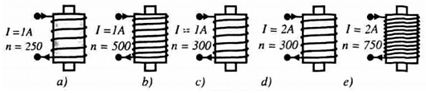 I = 1A
n = 250
I = 1A
n = 500
I = 1A
n = 300
I = 2A
n = 300
I = 2A
n = 750
a)
b)
c)
d)
e)